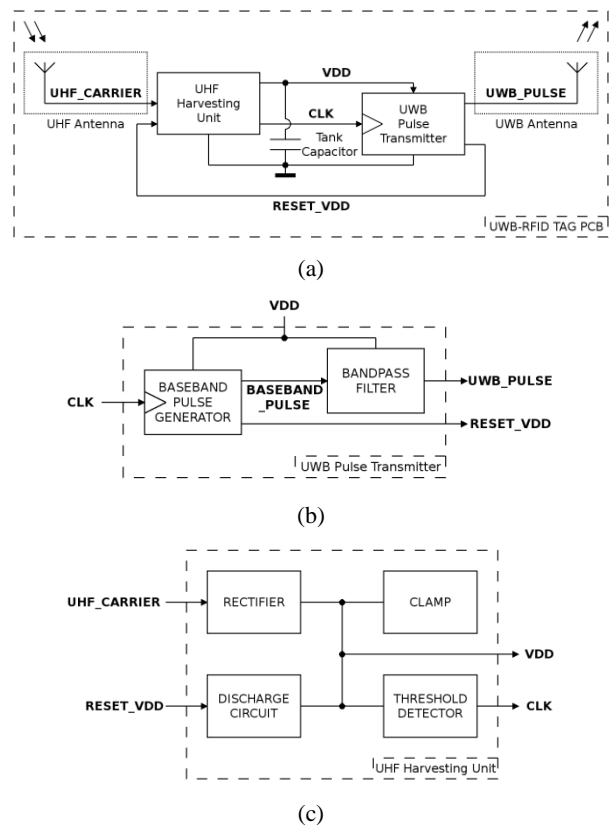 VDD
UHF_CARRIER
UHF
Harvesting
Unit
CLK
UWB
Pulse
Transmitter
UWB_PULSE
UHF Antenna
Tank
Capacitor
UWB Antenna
RESET_VDD
UWB-RFID TAG PCB
(a)
VDD
CLK
BASEBAND
PULSE
GENERATOR
BASEBAND
_PULSE
BANDPASS
FILTER
UWB_PULSE
RESET_VDD
UWB Pulse Transmitter
(b)
UHF_CARRIER
RECTIFIER
CLAMP
VDD
RESET_VDD
DISCHARGE
CIRCUIT
THRESHOLD
DETECTOR
CLK
UHF Harvesting Unit
(c)